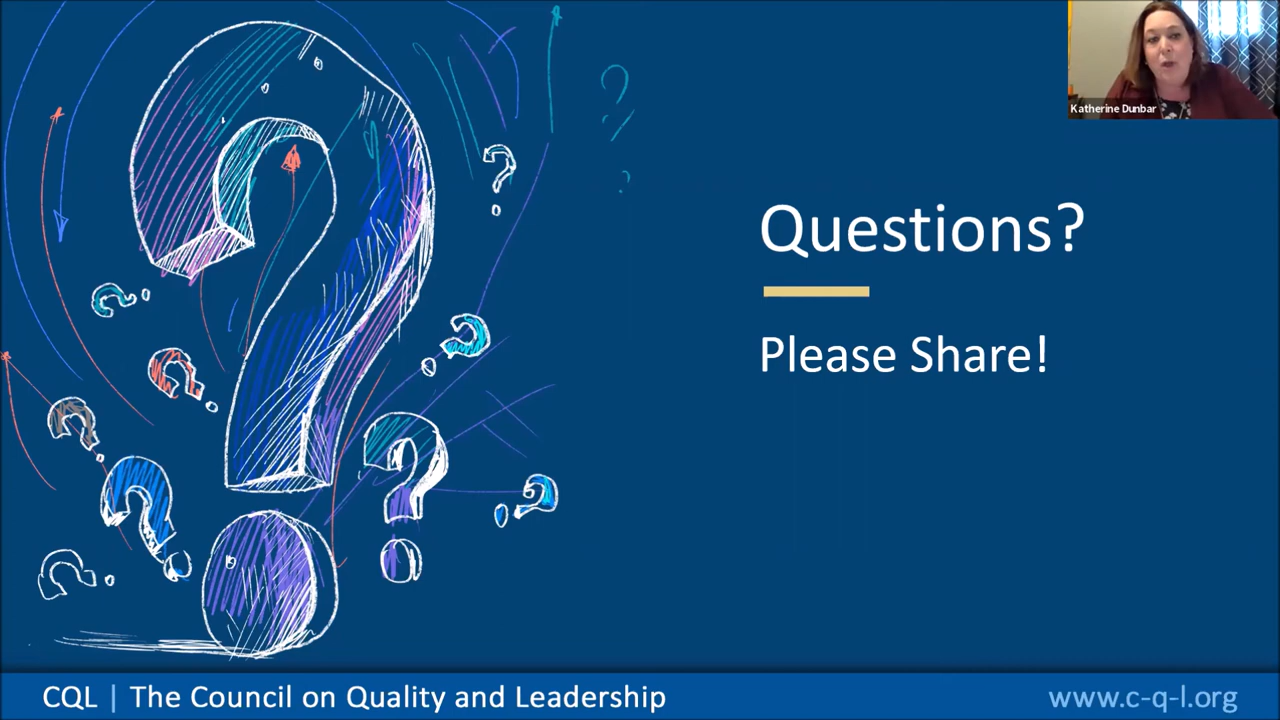 Katherine Dunbar
Questions?
Please Share!
CQL | The Council on Quality and Leadership
www.c-q-l.org